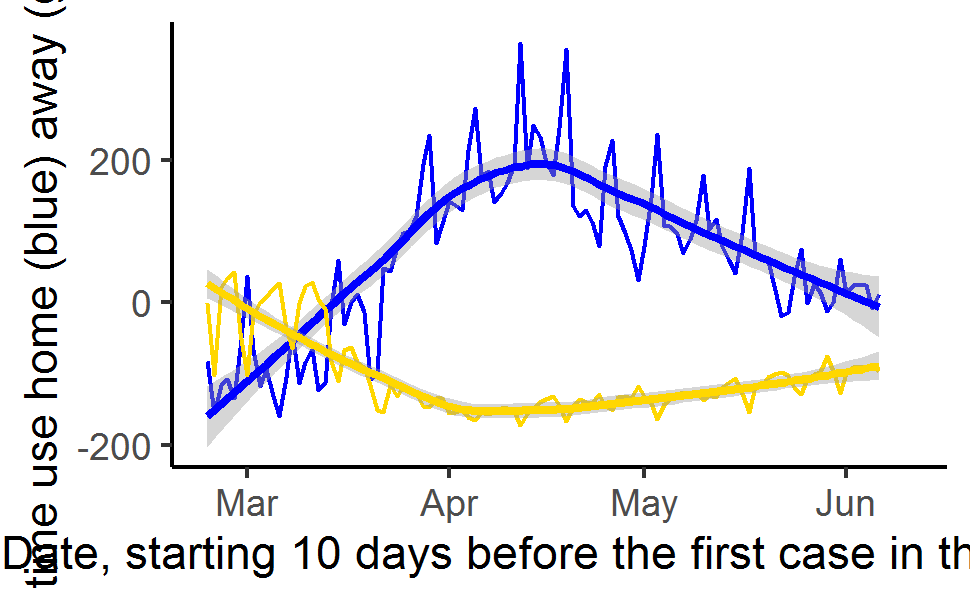 time use home (blue) away (
200
0
-200
Mar Apr May Jun
Date, starting 10 days before the first case in th